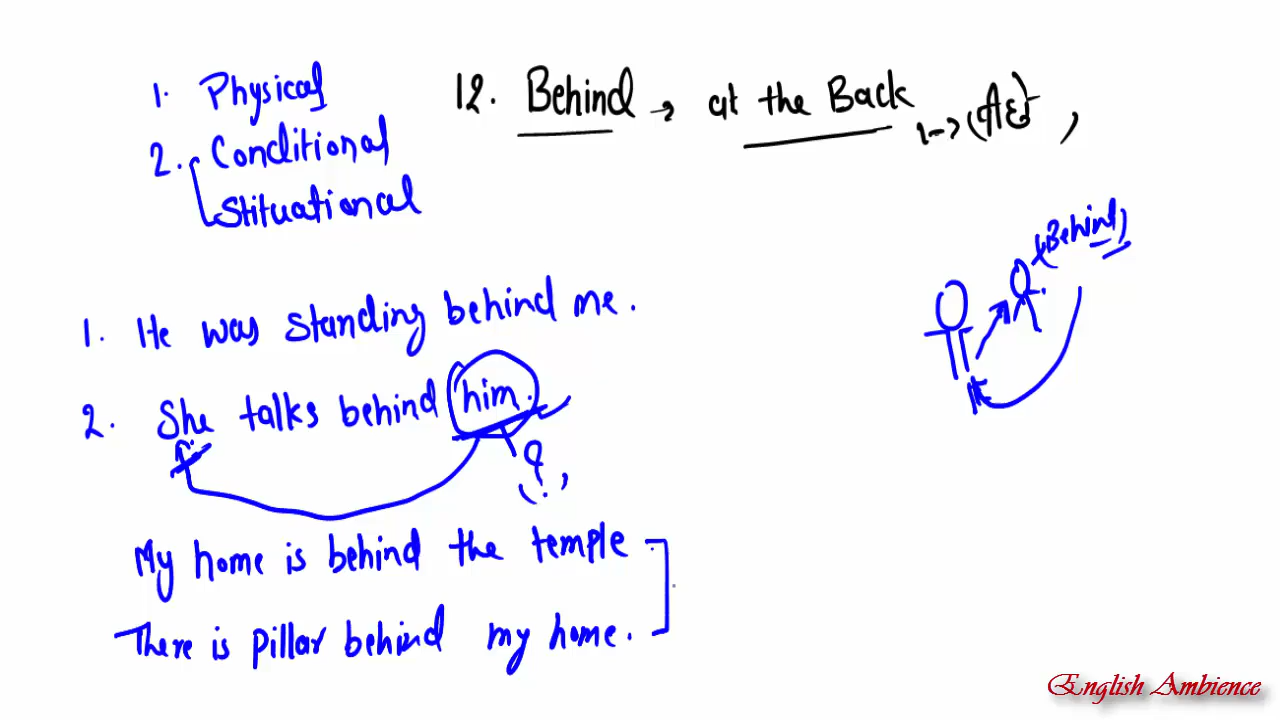 1. Physical
2. Conditional
Stituational
12. Behind → at the Back
(Behind)
1. He was standing behind me.
2. She talks behind him.
My home is behind the temple
There is pillar behind my home.
English Ambience